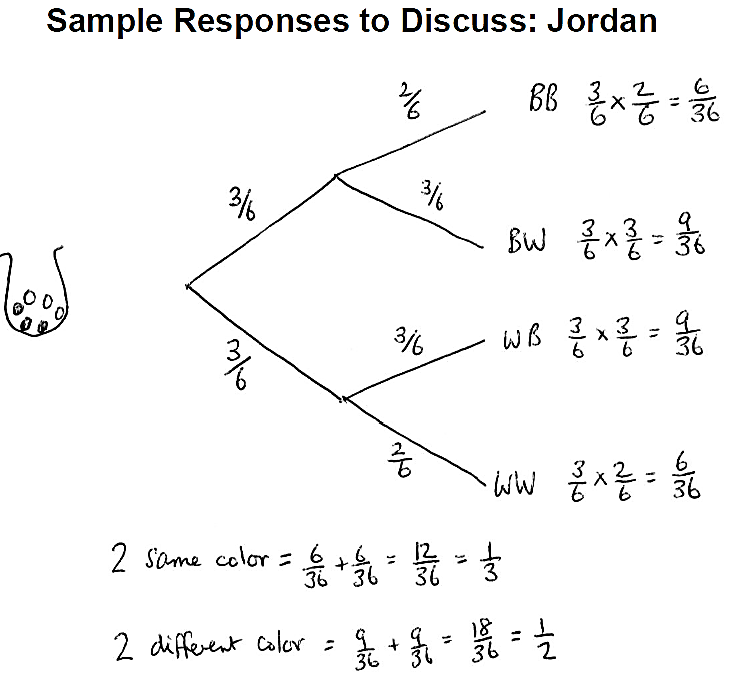 Sample Responses to Discuss: Jordan
2/6
BB 3/6 × 2/6 = 6/36
3/6
3/6
BW 3/6 × 3/6 = 9/36
3/6
3/6
WB 3/6 × 3/6 = 9/36
2/6
WW 3/6 × 2/6 = 6/36
2 same color = 6/36 + 6/36 = 12/36 = 1/3
2 different color = 9/36 + 9/36 = 18/36 = 1/2